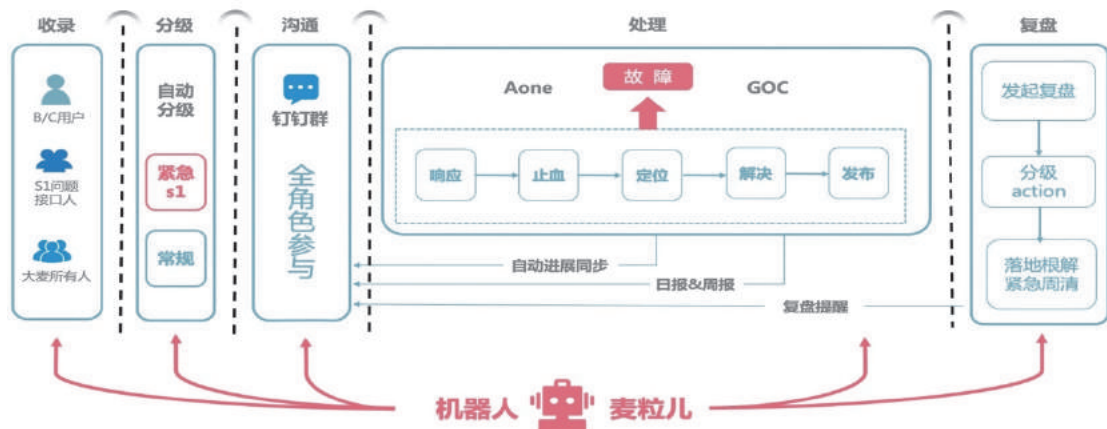 收录
分级
沟通
处理
复盘
B/C用户
S1问题
接口人
大麦所有人
自动
分级
紧急
s1
常规
钉钉群
全角色参与
Aone
故障
GOC
响应
止血
定位
解决
发布
自动进展同步
日报&周报
复盘提醒
发起复盘
分级
action
落地根解
紧急周清
机器人
麦粒儿